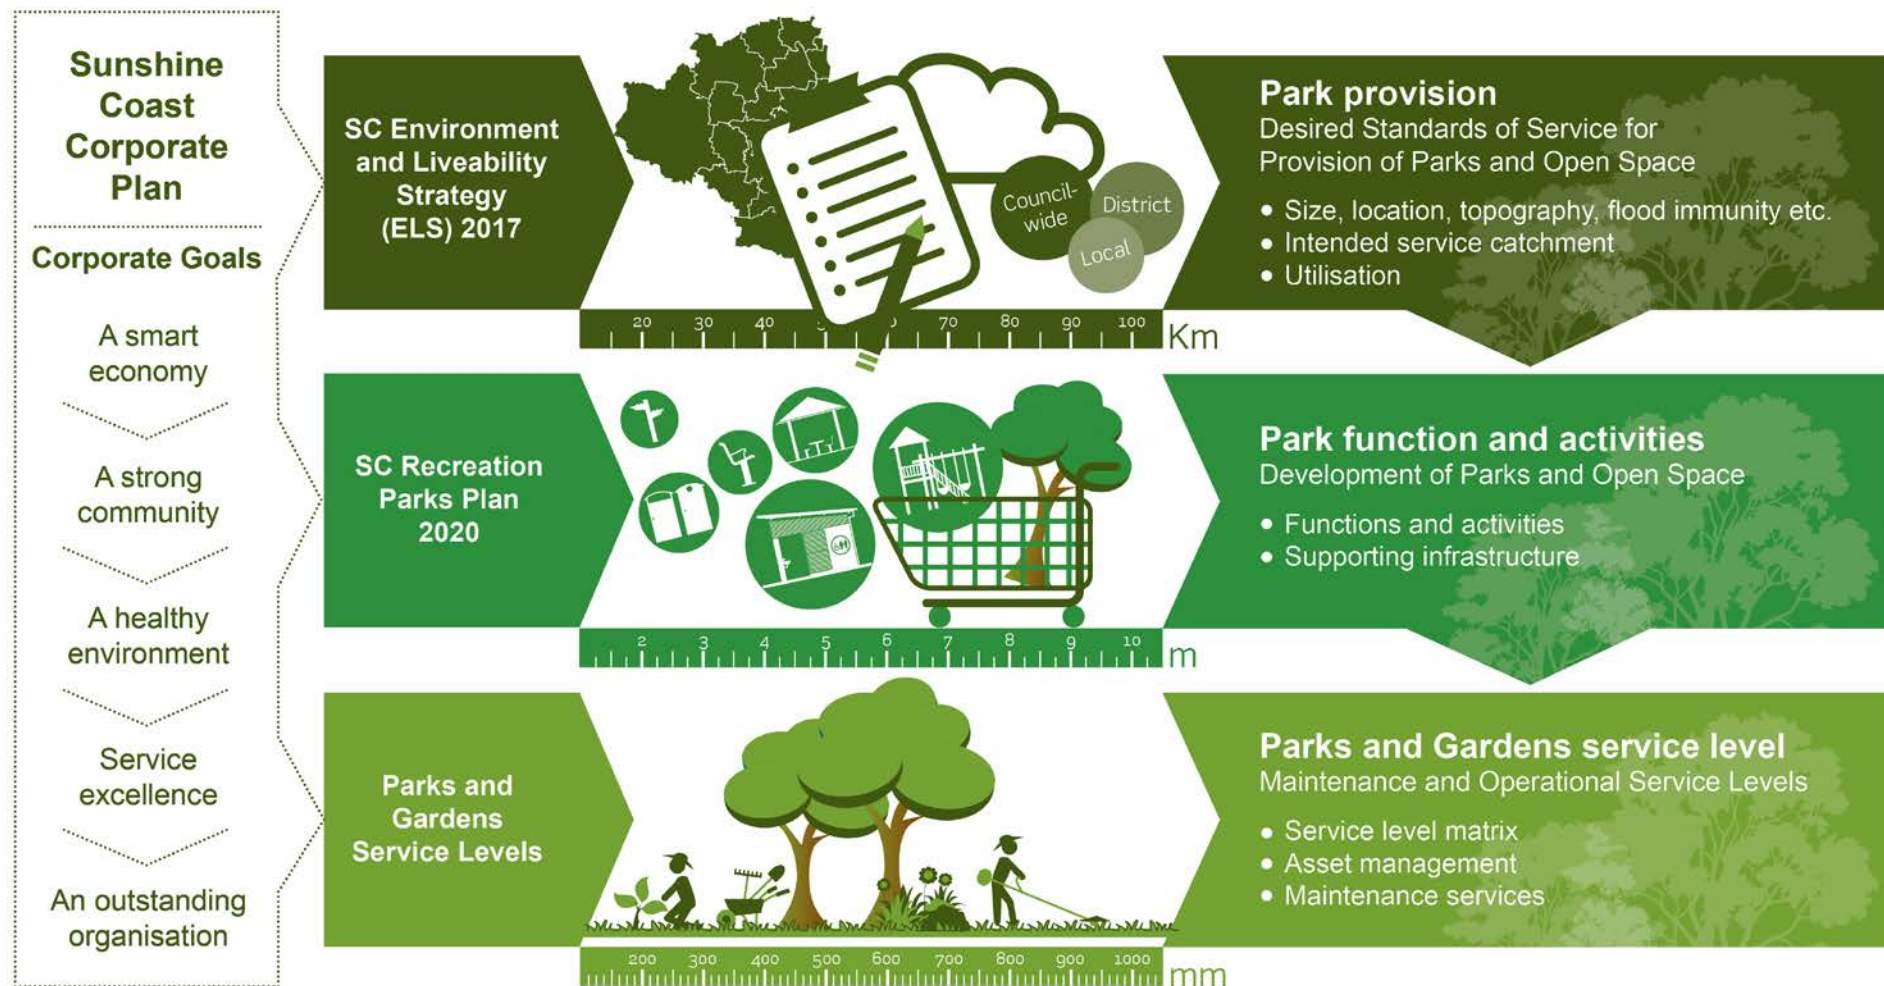 Sunshine
Coast
Corporate
Plan
Corporate Goals
A smart
economy
A strong
community
A healthy
environment
Service
excellence
An outstanding
organisation
SC Environment
and Liveability
Strategy
(ELS) 2017
Council-
wide
District
Local
20 30 40 70 80 90 100 Km
Park provision
Desired Standards of Service for
Provision of Parks and Open Space
• Size, location, topography, flood immunity etc.
• Intended service catchment
• Utilisation
SC Recreation
Parks Plan
2020
2 3 4 5 6 7 8 9 10 m
Park function and activities
Development of Parks and Open Space
• Functions and activities
• Supporting infrastructure
Parks and
Gardens
Service Levels
200 300 400 500 600 700 800 900 1000 mm
Parks and Gardens service level
Maintenance and Operational Service Levels
• Service level matrix
• Asset management
• Maintenance services